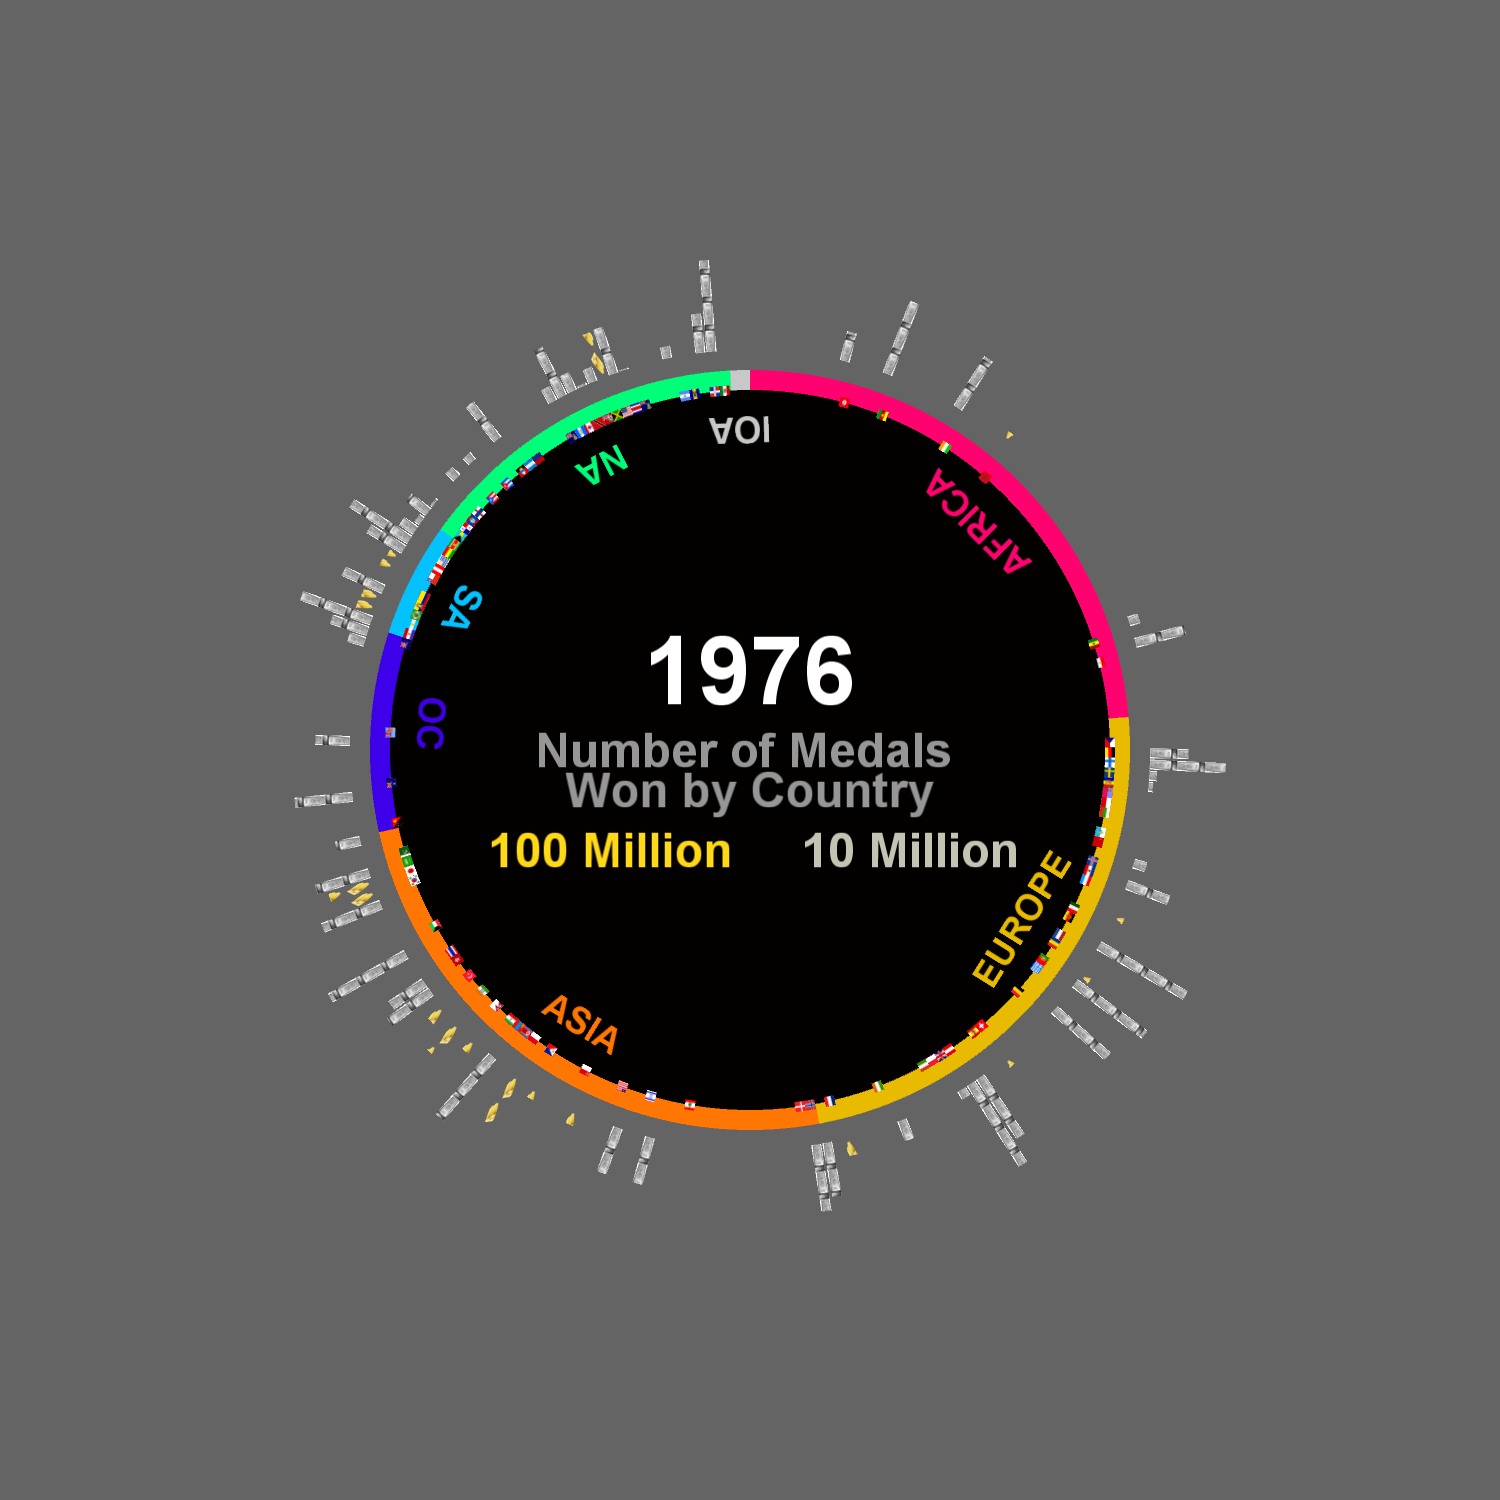 IOA
NA
AFRICA
SA
1976
OC
Number of Medals
Won by Country
100 Million 10 Million
EUROPE
ASIA